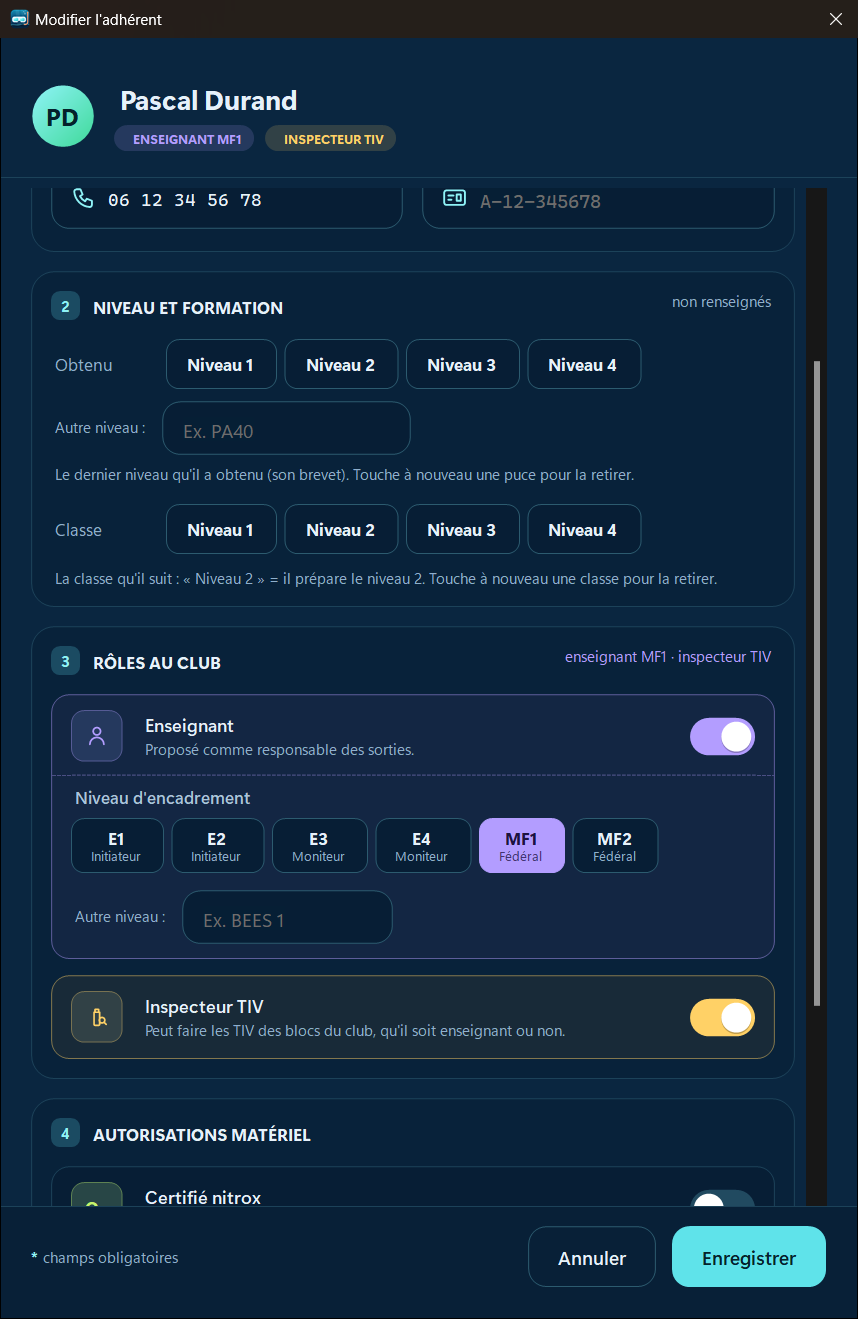 Modifier l'adhérent
PD
Pascal Durand
ENSEIGNANT MF1 INSPECTEUR TIV
06 12 34 56 78 A-12-345678
2 NIVEAU ET FORMATION non renseignés
Obtenu Niveau 1 Niveau 2 Niveau 3 Niveau 4
Autre niveau : Ex. PA40
Le dernier niveau qu'il a obtenu (son brevet). Touche à nouveau une puce pour la retirer.
Classe Niveau 1 Niveau 2 Niveau 3 Niveau 4
La classe qu'il suit : « Niveau 2 » = il prépare le niveau 2. Touche à nouveau une classe pour la retirer.
3 RÔLES AU CLUB enseignant MF1 · inspecteur TIV
Enseignant
Proposé comme responsable des sorties.
Niveau d'encadrement
E1 E2 E3 E4 MF1 MF2
Initiateur Initiateur Moniteur Moniteur Fédéral Fédéral
Autre niveau : Ex. BEES 1
Inspecteur TIV
Peut faire les TIV des blocs du club, qu'il soit enseignant ou non.
4 AUTORISATIONS MATÉRIEL
Certifié nitrox
* champs obligatoires Annuler Enregistrer